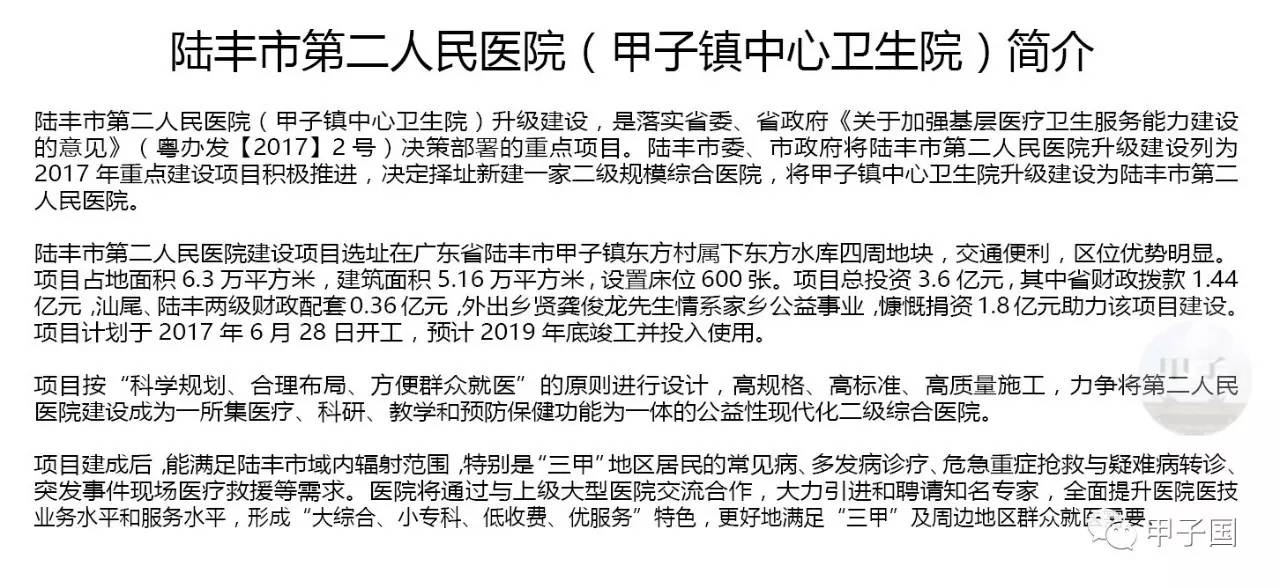 陆丰市第二人民医院（甲子镇中心卫生院）简介
陆丰市第二人民医院（甲子镇中心卫生院）升级建设，是落实省委、省政府《关于加强基层医疗卫生服务能力建设
的意见》（粤办发【2017】2号）决策部署的重点项目。陆丰市委、市政府将陆丰市第二人民医院升级建设列为
2017年重点建设项目积极推进，决定择址新建一家二级规模综合医院，将甲子镇中心卫生院升级建设为陆丰市第二
人民医院。
陆丰市第二人民医院建设项目选址在广东省陆丰市甲子镇东方村属下东方水库四周地块，交通便利，区位优势明显。
项目占地面积6.3万平方米，建筑面积5.16万平方米，设置床位600张。项目总投资3.6亿元，其中省财政拨款1.44
亿元，汕尾、陆丰两级财政配套0.36亿元，外出乡贤龚俊龙先生情系家乡公益事业，慷慨捐资1.8亿元助力该项目建设。
项目计划于2017年6月28日开工，预计2019年底竣工并投入使用。
项目按“科学规划、合理布局、方便群众就医”的原则进行设计，高规格、高标准、高质量施工，力争将第二人民
医院建设成为一所集医疗、科研、教学和预防保健功能为一体的公益性现代化二级综合医院。
项目建成后，能满足陆丰市域内辐射范围，特别是“三甲”地区居民的常见病、多发病诊疗、危急重症抢救与疑难病转诊、
突发事件现场医疗救援等需求。医院将通过与上级大型医院交流合作，大力引进和聘请知名专家，全面提升医院医技
业务水平和服务水平，形成“大综合、小专科、低收费、优服务”特色，更好地满足“三甲”及周边地区群众就医需要。
甲子
甲子国